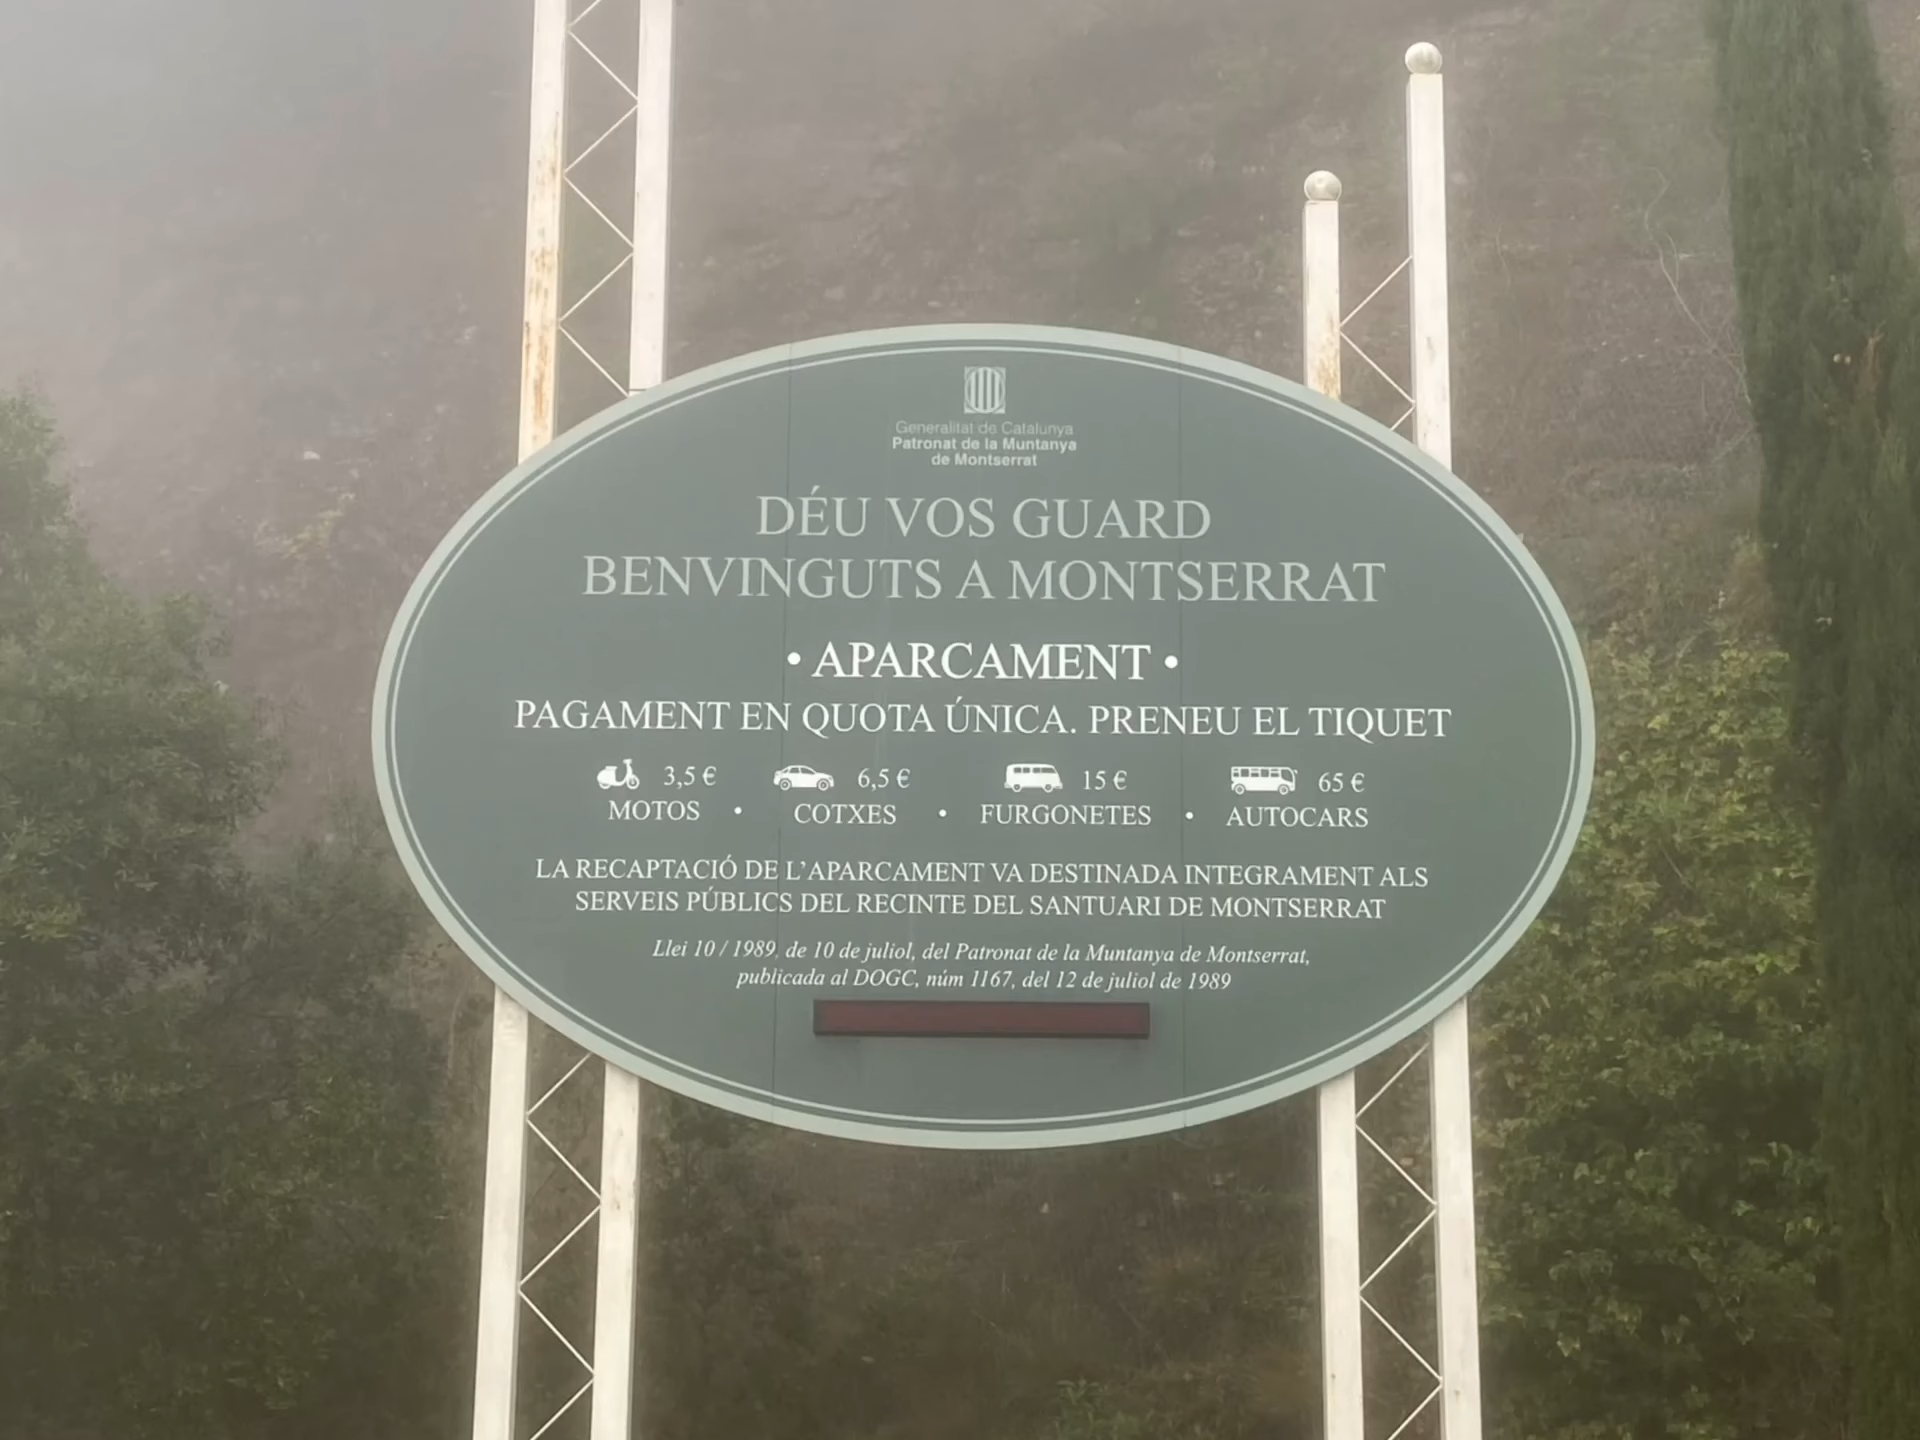 Generalitat de Catalunya
Patronat de la Muntanya
de Montserrat
DÉU VOS GUARD
BENVINGUTS A MONTSERRAT
• APARCAMENT •
PAGAMENT EN QUOTA ÚNICA. PRENEU EL TIQUET
3,5 € 6,5 € 15 € 65 €
MOTOS • COTXES • FURGONETES • AUTOCARS
LA RECAPTACIÓ DE L'APARCAMENT VA DESTINADA INTEGRAMENT ALS
SERVEIS PÚBLICS DEL RECINTE DEL SANTUARI DE MONTSERRAT
Llei 10 / 1989, de 10 de juliol, del Patronat de la Muntanya de Montserrat,
publicada al DOGC, núm 1167, del 12 de juliol de 1989